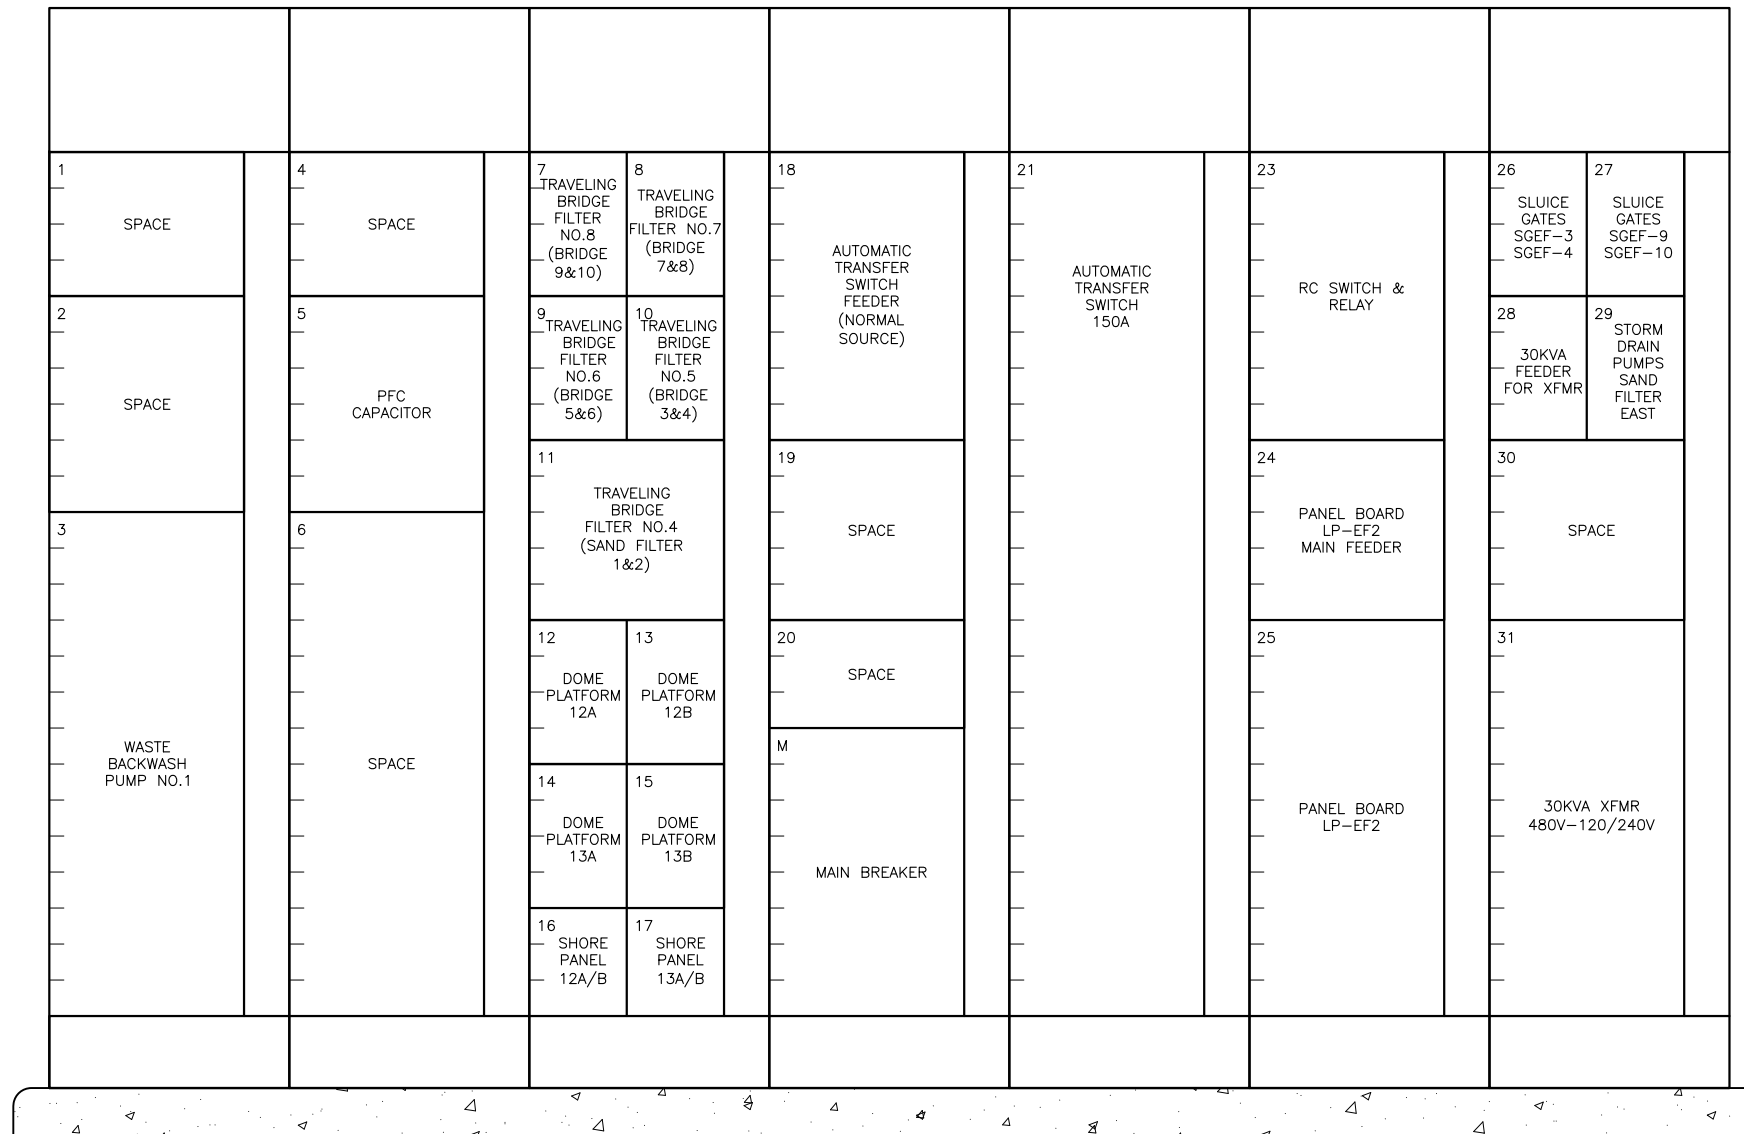 1
SPACE
2
SPACE
3
WASTE
BACKWASH
PUMP NO.1
4
SPACE
5
PFC
CAPACITOR
6
SPACE
7
TRAVELING
BRIDGE
FILTER
NO.8
(BRIDGE
9&10)
8
TRAVELING
BRIDGE
FILTER NO.7
(BRIDGE
7&8)
9
TRAVELING
BRIDGE
FILTER
NO.6
(BRIDGE
5&6)
10
TRAVELING
BRIDGE
FILTER
NO.5
(BRIDGE
3&4)
11
TRAVELING
BRIDGE
FILTER NO.4
(SAND FILTER
1&2)
12
DOME
PLATFORM
12A
13
DOME
PLATFORM
12B
14
DOME
PLATFORM
13A
15
DOME
PLATFORM
13B
16
SHORE
PANEL
12A/B
17
SHORE
PANEL
13A/B
18
AUTOMATIC
TRANSFER
SWITCH
FEEDER
(NORMAL
SOURCE)
19
SPACE
20
SPACE
M
MAIN BREAKER
21
AUTOMATIC
TRANSFER
SWITCH
150A
23
RC SWITCH &
RELAY
24
PANEL BOARD
LP-EF2
MAIN FEEDER
25
PANEL BOARD
LP-EF2
26
SLUICE
GATES
SGEF-3
SGEF-4
27
SLUICE
GATES
SGEF-9
SGEF-10
28
30KVA
FEEDER
FOR XFMR
29
STORM
DRAIN
PUMPS
SAND
FILTER
EAST
30
SPACE
31
30KVA XFMR
480V-120/240V